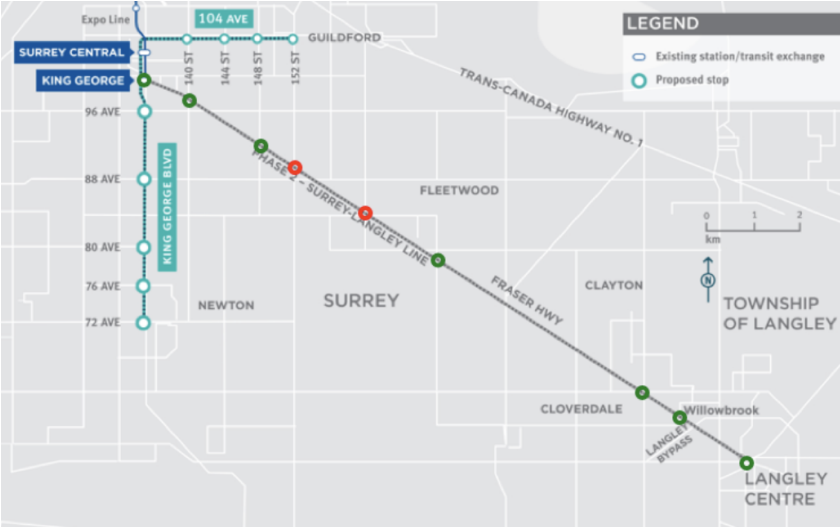 Expo Line
104 AVE
LEGEND
GUILDFORD
SURREY CENTRAL
Existing station/transit exchange
KING GEORGE
Proposed stop
140 ST
144 ST
148 ST
152 ST
TRANS-CANADA HIGHWAY NO. 1
96 AVE
KING GEORGE BLVD
PHASE 2 – SURREY-LANGLEY LINE
88 AVE
FLEETWOOD
0 1 2
km
80 AVE
N
76 AVE
NEWTON
SURREY
CLAYTON
FRASER HWY
TOWNSHIP
OF LANGLEY
72 AVE
CLOVERDALE
Willowbrook
LANGLEY
BYPASS
LANGLEY
CENTRE